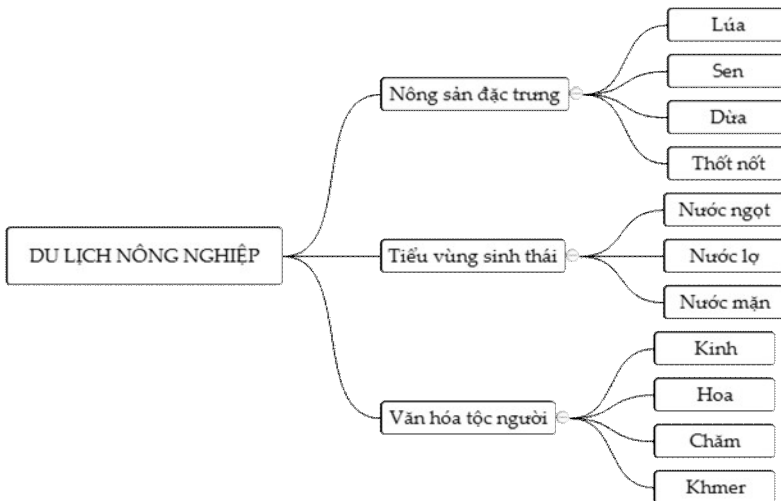 DU LỊCH NÔNG NGHIỆP
Nông sản đặc trưng
Lúa
Sen
Dừa
Thốt nốt
Tiểu vùng sinh thái
Nước ngọt
Nước lợ
Nước mặn
Văn hóa tộc người
Kinh
Hoa
Chăm
Khmer